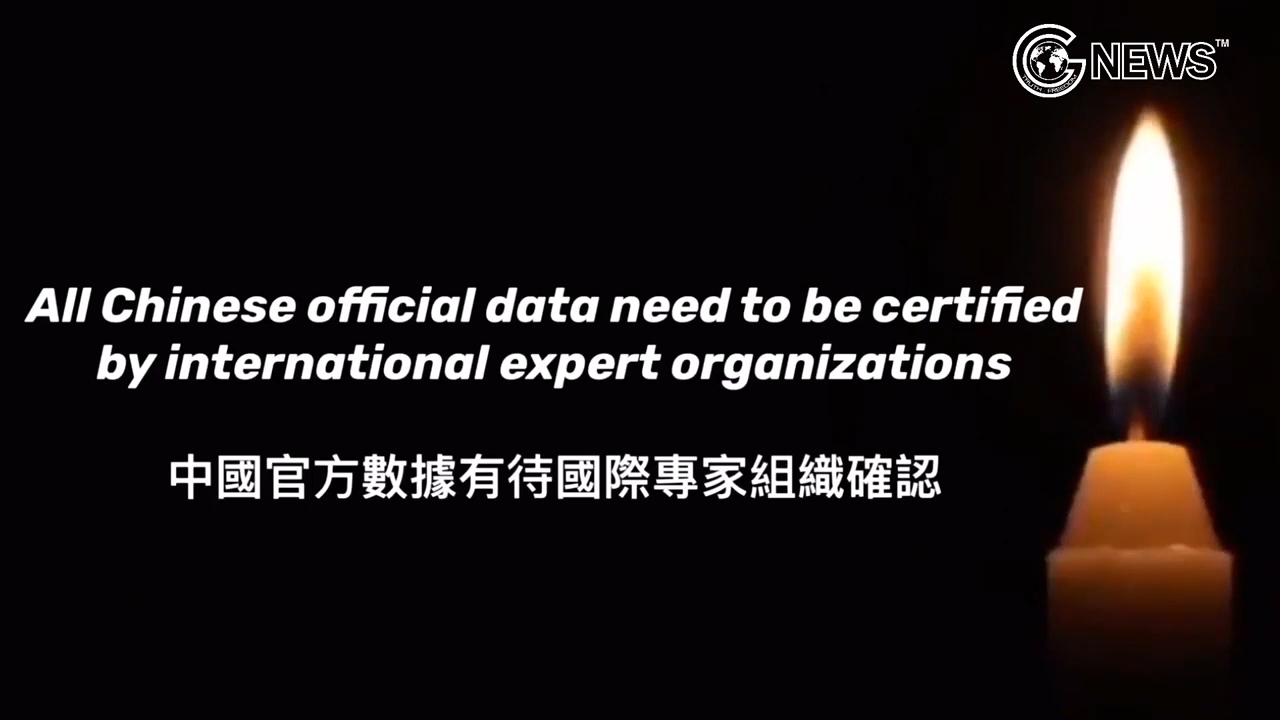 G NEWS™
All Chinese official data need to be certified
by international expert organizations
中國官方數據有待國際專家組織確認